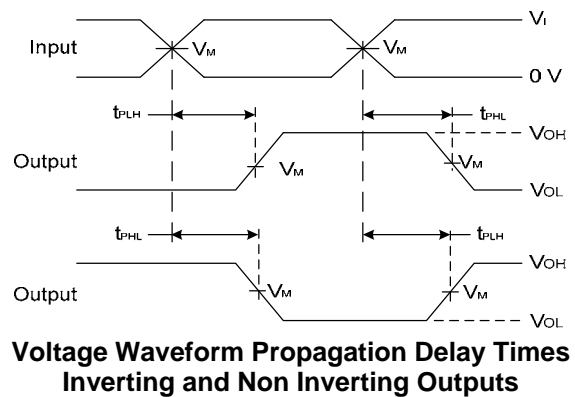 Vı
Input
VM
VM
0 V
tPLH
tPHL
VOH
Output
VM
VM
VOL
tPHL
tPLH
VOH
Output
VM
VM
VOL
Voltage Waveform Propagation Delay Times
Inverting and Non Inverting Outputs